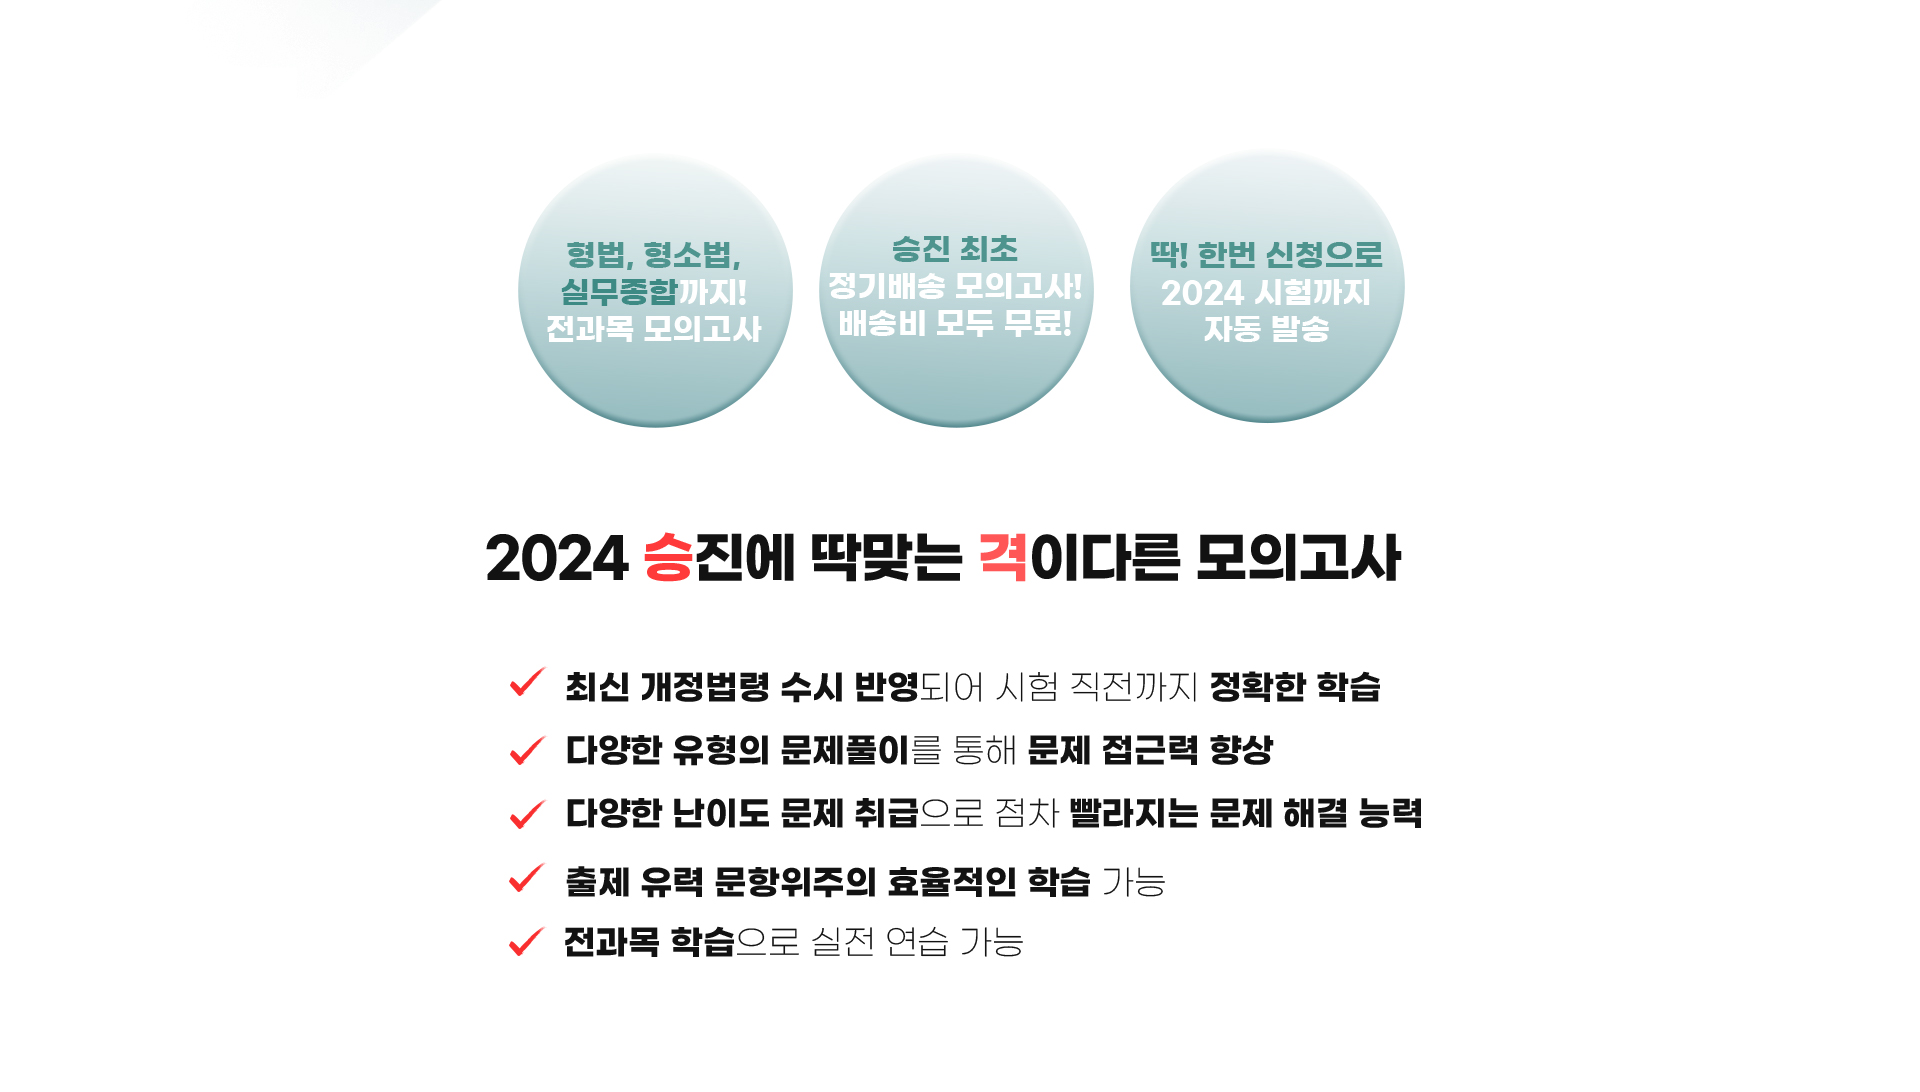 형법, 형소법,
실무종합까지!
전과목 모의고사
승진 최초
정기배송 모의고사!
배송비 모두 무료!
딱! 한번 신청으로
2024 시험까지
자동 발송
2024 승진에 딱맞는 격이다른 모의고사
최신 개정법령 수시 반영되어 시험 직전까지 정확한 학습
다양한 유형의 문제풀이를 통해 문제 접근력 향상
다양한 난이도 문제 취급으로 점차 빨라지는 문제 해결 능력
출제 유력 문항위주의 효율적인 학습 가능
전과목 학습으로 실전 연습 가능